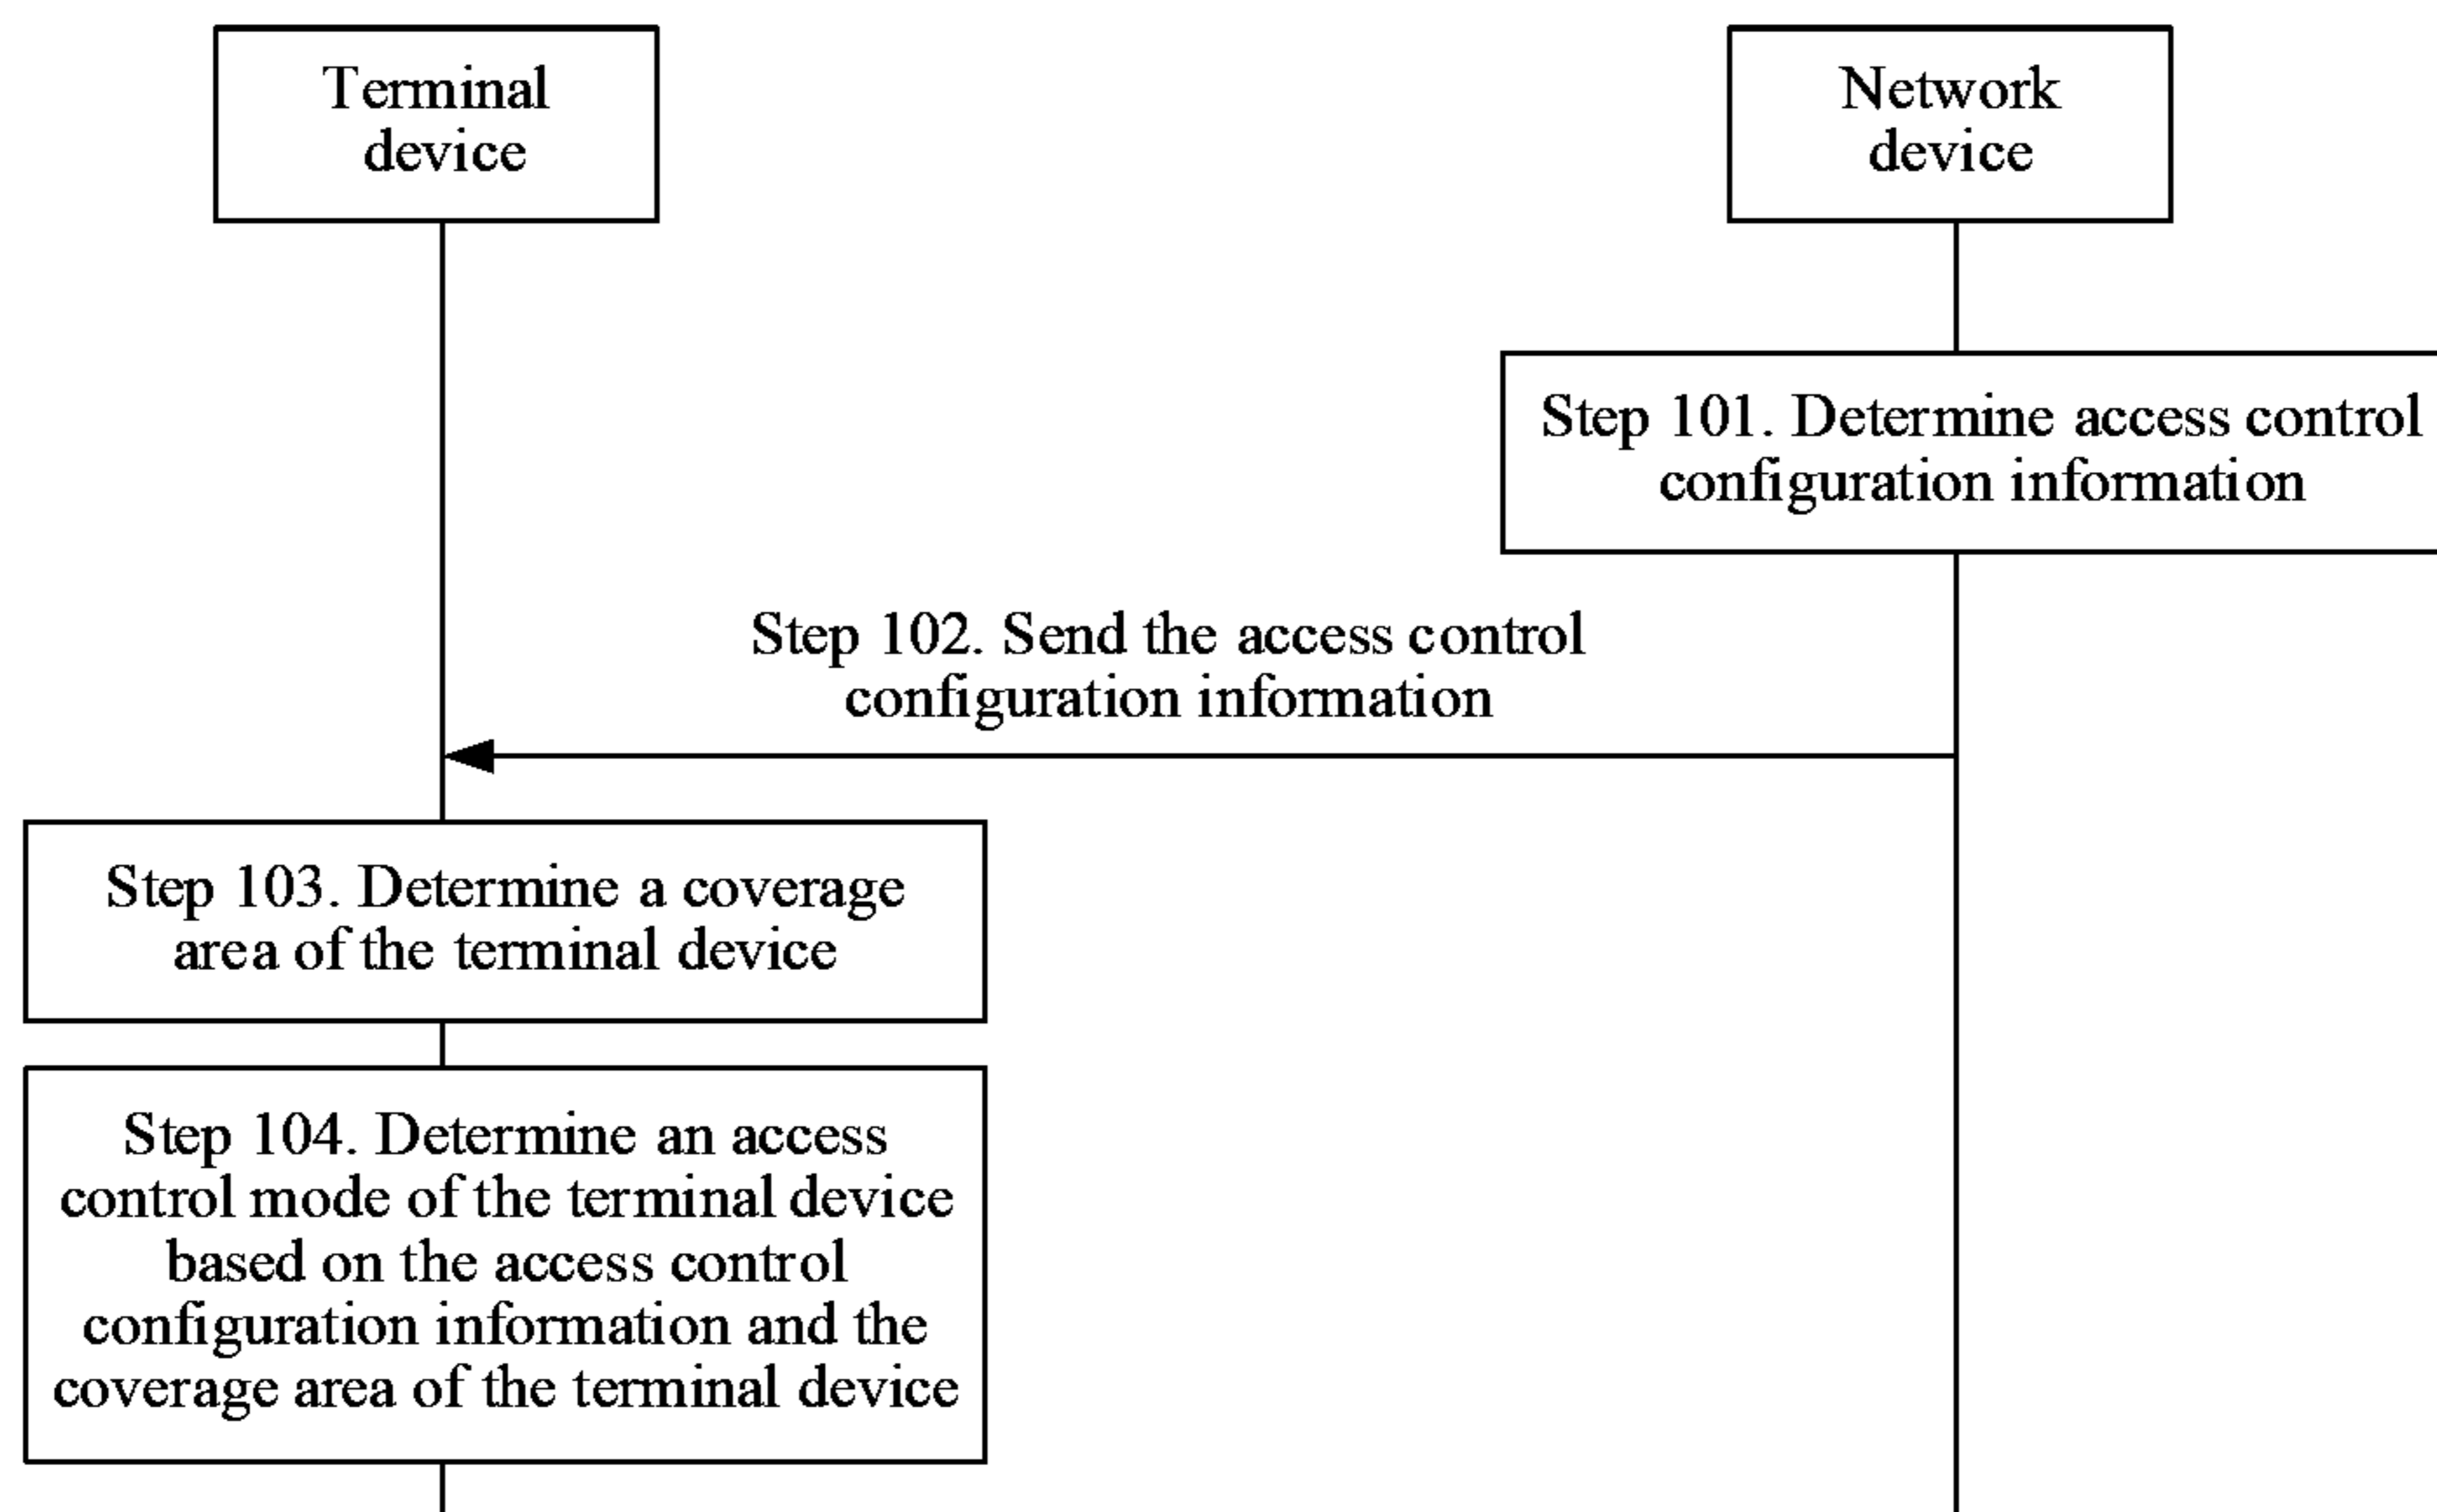 Terminal
device
Network
device
Step 101. Determine access control
configuration information
Step 102. Send the access control
configuration information
Step 103. Determine a coverage
area of the terminal device
Step 104. Determine an access
control mode of the terminal device
based on the access control
configuration information and the
coverage area of the terminal device